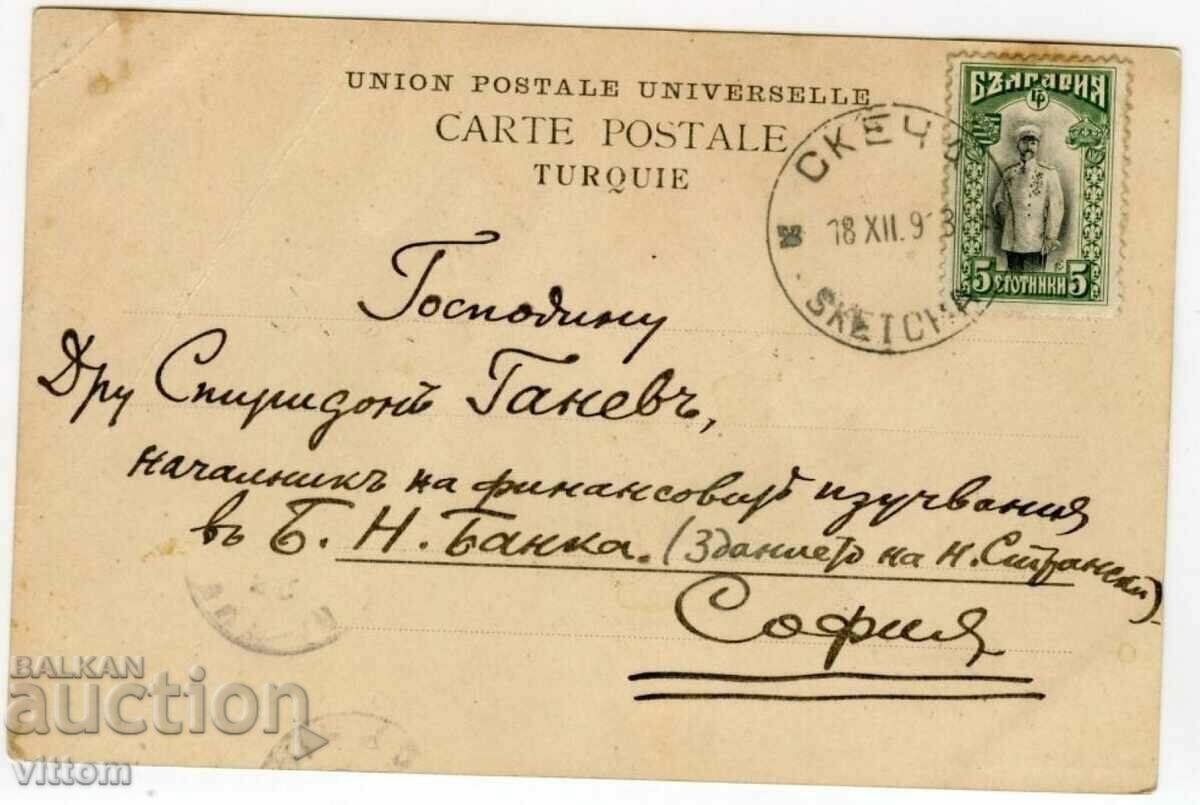 UNION POSTALE UNIVERSELLE
CARTE POSTALE
TURQUIE
БЪЛГАРИЯ
5 СТОТИНКИ 5
СКЕЧА
18 XII. 913
SKETCHA
Господину
Дру Спиридонъ Ганевъ,
началникъ на финансовитѣ изучвания
въ Б. Н. Банка. (Зданието на Н. Странски)
София
BALKAN
auction
vittom